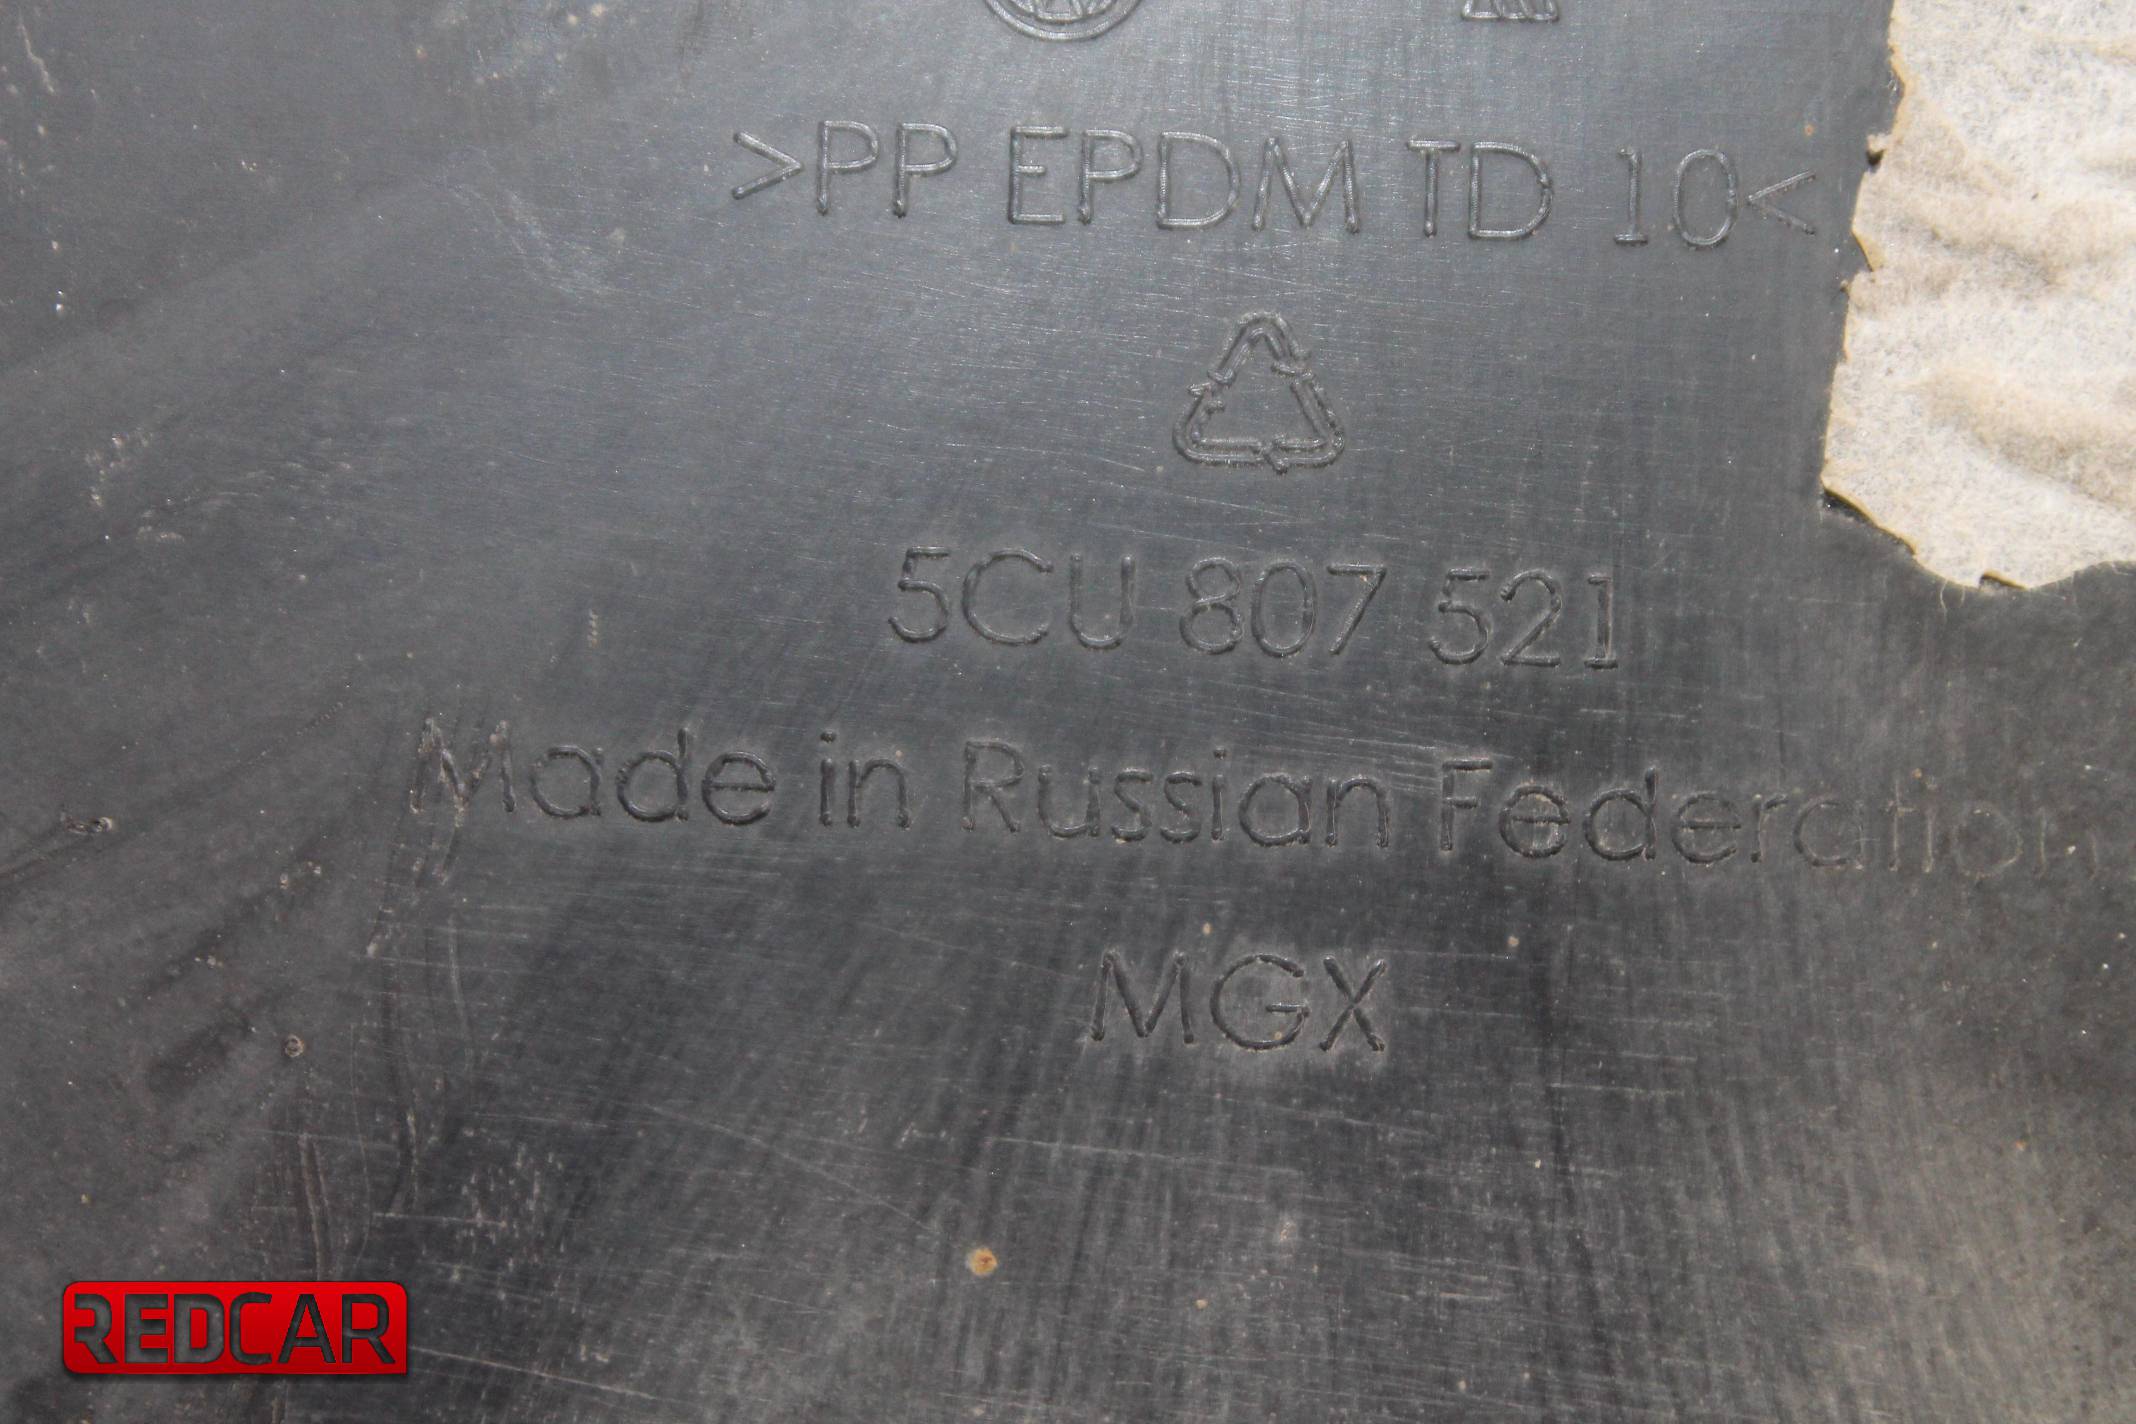 >PP EPDM TD 10<
5CU 807 521
Made in Russian Federation
MGX
REDCAR